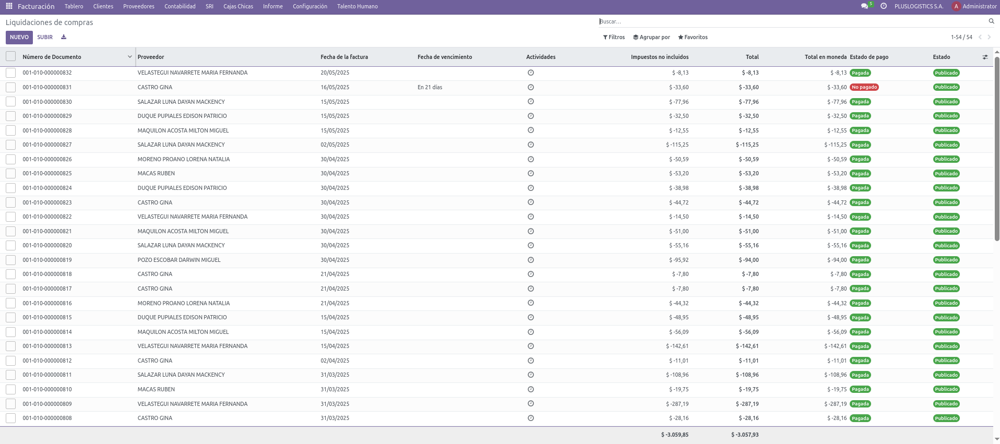 Facturación Tablero Clientes Proveedores Contabilidad SRI Cajas Chicas Informe Configuración Talento Humano 5 PLUSLOGISTICS S.A. A Administrator
Liquidaciones de compras Buscar...
NUEVO SUBIR Filtros Agrupar por Favoritos 1-54 / 54
Número de Documento Proveedor Fecha de la factura Fecha de vencimiento Actividades Impuestos no incluidos Total Total en moneda Estado de pago Estado
001-010-000000832 VELASTEGUI NAVARRETE MARIA FERNANDA 20/05/2025 $ -8,13 $ -8,13 $ -8,13 Pagada Publicado
001-010-000000831 CASTRO GINA 16/05/2025 En 21 días $ -33,60 $ -33,60 $ -33,60 No pagado Publicado
001-010-000000830 SALAZAR LUNA DAYAN MACKENCY 15/05/2025 $ -77,96 $ -77,96 $ -77,96 Pagada Publicado
001-010-000000829 DUQUE PUPIALES EDISON PATRICIO 15/05/2025 $ -32,50 $ -32,50 $ -32,50 Pagada Publicado
001-010-000000828 MAQUILON ACOSTA MILTON MIGUEL 15/05/2025 $ -12,55 $ -12,55 $ -12,55 Pagada Publicado
001-010-000000827 SALAZAR LUNA DAYAN MACKENCY 02/05/2025 $ -115,25 $ -115,25 $ -115,25 Pagada Publicado
001-010-000000826 MORENO PROANO LORENA NATALIA 30/04/2025 $ -50,59 $ -50,59 $ -50,59 Pagada Publicado
001-010-000000825 MACAS RUBEN 30/04/2025 $ -53,20 $ -53,20 $ -53,20 Pagada Publicado
001-010-000000824 DUQUE PUPIALES EDISON PATRICIO 30/04/2025 $ -38,98 $ -38,98 $ -38,98 Pagada Publicado
001-010-000000823 CASTRO GINA 30/04/2025 $ -44,72 $ -44,72 $ -44,72 Pagada Publicado
001-010-000000822 VELASTEGUI NAVARRETE MARIA FERNANDA 30/04/2025 $ -14,50 $ -14,50 $ -14,50 Pagada Publicado
001-010-000000821 MAQUILON ACOSTA MILTON MIGUEL 30/04/2025 $ -51,00 $ -51,00 $ -51,00 Pagada Publicado
001-010-000000820 SALAZAR LUNA DAYAN MACKENCY 30/04/2025 $ -55,16 $ -55,16 $ -55,16 Pagada Publicado
001-010-000000819 POZO ESCOBAR DARWIN MIGUEL 30/04/2025 $ -95,92 $ -94,00 $ -94,00 Pagada Publicado
001-010-000000818 CASTRO GINA 21/04/2025 $ -7,80 $ -7,80 $ -7,80 Pagada Publicado
001-010-000000817 CASTRO GINA 21/04/2025 $ -7,80 $ -7,80 $ -7,80 Pagada Publicado
001-010-000000816 MORENO PROANO LORENA NATALIA 21/04/2025 $ -44,32 $ -44,32 $ -44,32 Pagada Publicado
001-010-000000815 DUQUE PUPIALES EDISON PATRICIO 15/04/2025 $ -48,95 $ -48,95 $ -48,95 Pagada Publicado
001-010-000000814 MAQUILON ACOSTA MILTON MIGUEL 15/04/2025 $ -56,09 $ -56,09 $ -56,09 Pagada Publicado
001-010-000000813 VELASTEGUI NAVARRETE MARIA FERNANDA 15/04/2025 $ -142,61 $ -142,61 $ -142,61 Pagada Publicado
001-010-000000812 CASTRO GINA 02/04/2025 $ -11,01 $ -11,01 $ -11,01 Pagada Publicado
001-010-000000811 SALAZAR LUNA DAYAN MACKENCY 31/03/2025 $ -108,96 $ -108,96 $ -108,96 Pagada Publicado
001-010-000000810 MACAS RUBEN 31/03/2025 $ -19,75 $ -19,75 $ -19,75 Pagada Publicado
001-010-000000809 VELASTEGUI NAVARRETE MARIA FERNANDA 31/03/2025 $ -287,19 $ -287,19 $ -287,19 Pagada Publicado
001-010-000000808 CASTRO GINA 31/03/2025 $ -28,16 $ -28,16 $ -28,16 Pagada Publicado
$ -3.059,85 $ -3.057,93